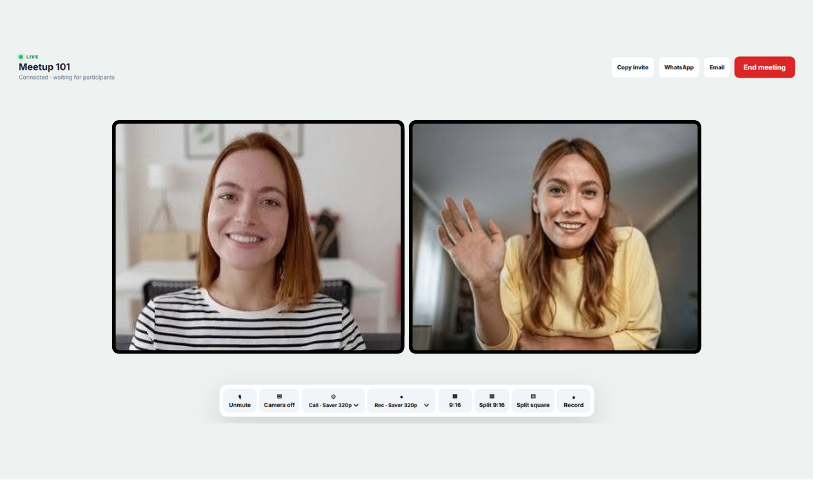 LIVE
Meetup 101
Connected · waiting for participants
Copy invite
WhatsApp
Email
End meeting
Unmute
Camera off
Call · Saver 320p
Rec · Saver 320p
9:16
Split 9:16
Split square
Record